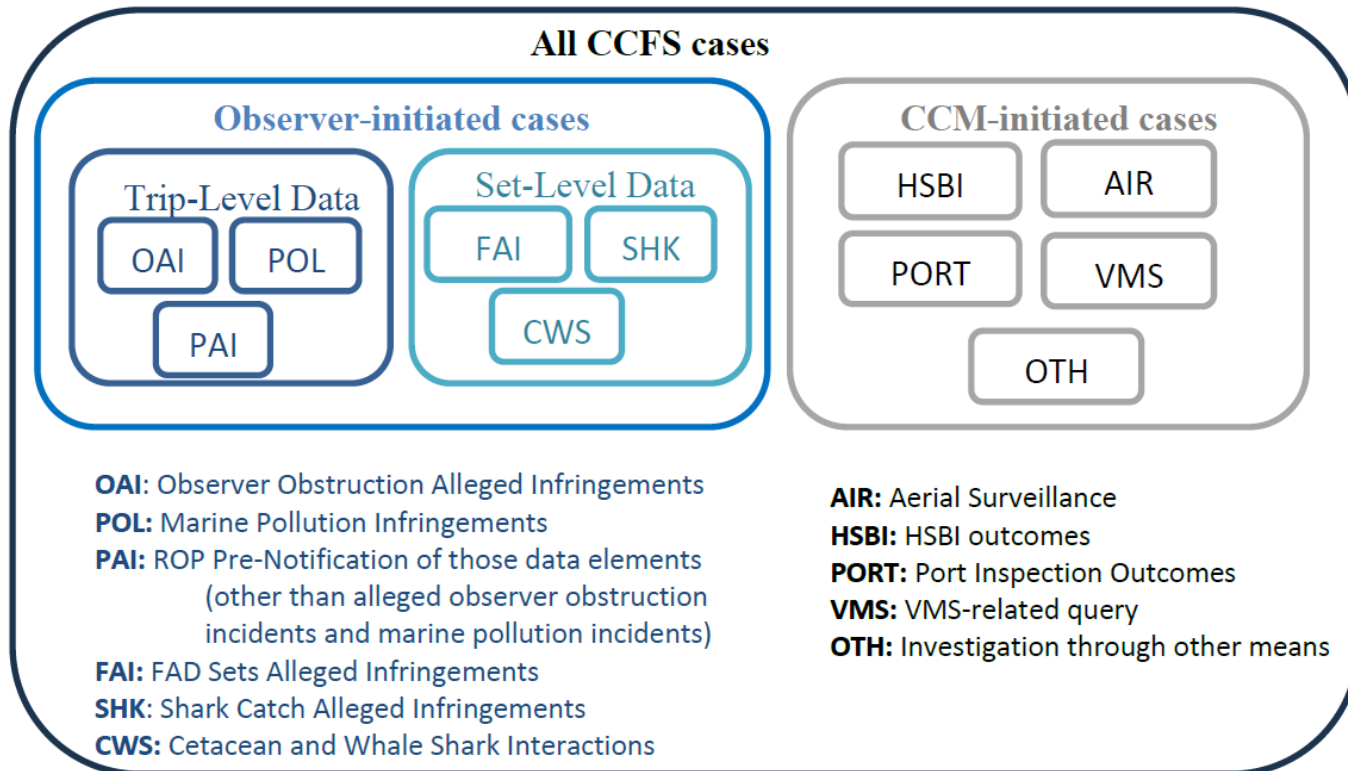 All CCFS cases
Observer-initiated cases
Trip-Level Data
OAI
POL
PAI
Set-Level Data
FAI
SHK
CWS
CCM-initiated cases
HSBI
AIR
PORT
VMS
OTH
OAI: Observer Obstruction Alleged Infringements
POL: Marine Pollution Infringements
PAI: ROP Pre-Notification of those data elements
(other than alleged observer obstruction
incidents and marine pollution incidents)
FAI: FAD Sets Alleged Infringements
SHK: Shark Catch Alleged Infringements
CWS: Cetacean and Whale Shark Interactions
AIR: Aerial Surveillance
HSBI: HSBI outcomes
PORT: Port Inspection Outcomes
VMS: VMS-related query
OTH: Investigation through other means